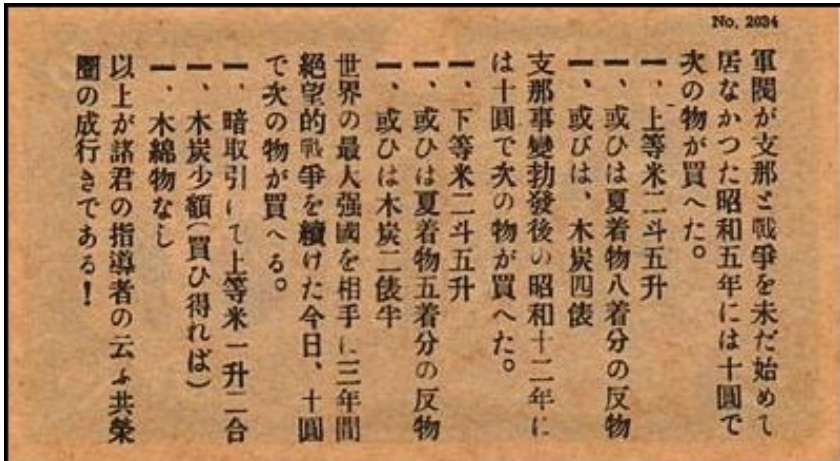 No. 2034
軍閥が支那と戰爭を未だ始めて
居なかつた昭和五年には十圓で
次の物が買へた。
一、上等米二斗五升
一、或ひは夏着物八着分の反物
一、或びは、木炭四俵
支那事變勃發後の昭和十二年に
は十圓で次の物が買へた。
一、下等米二斗五升
一、或ひは夏着物五着分の反物
一、或ひは木炭二俵半
世界の最大强國を相手に三年間
絕望的戰爭を續けた今日、十圓
で次の物が買へる。
一、暗取引にて上等米一升二合
一、木炭少額(買ひ得れば)
一、木綿物なし
以上が諸君の指導者の云ふ共榮
圈の成行きである!